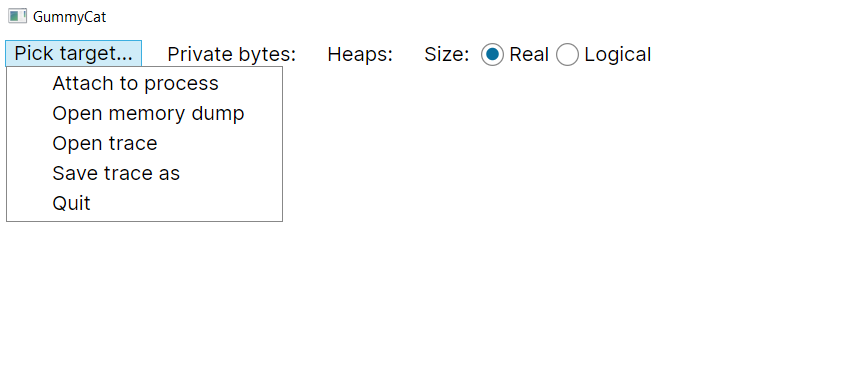 GummyCat
Pick target... Private bytes: Heaps: Size: Real Logical
Attach to process
Open memory dump
Open trace
Save trace as
Quit